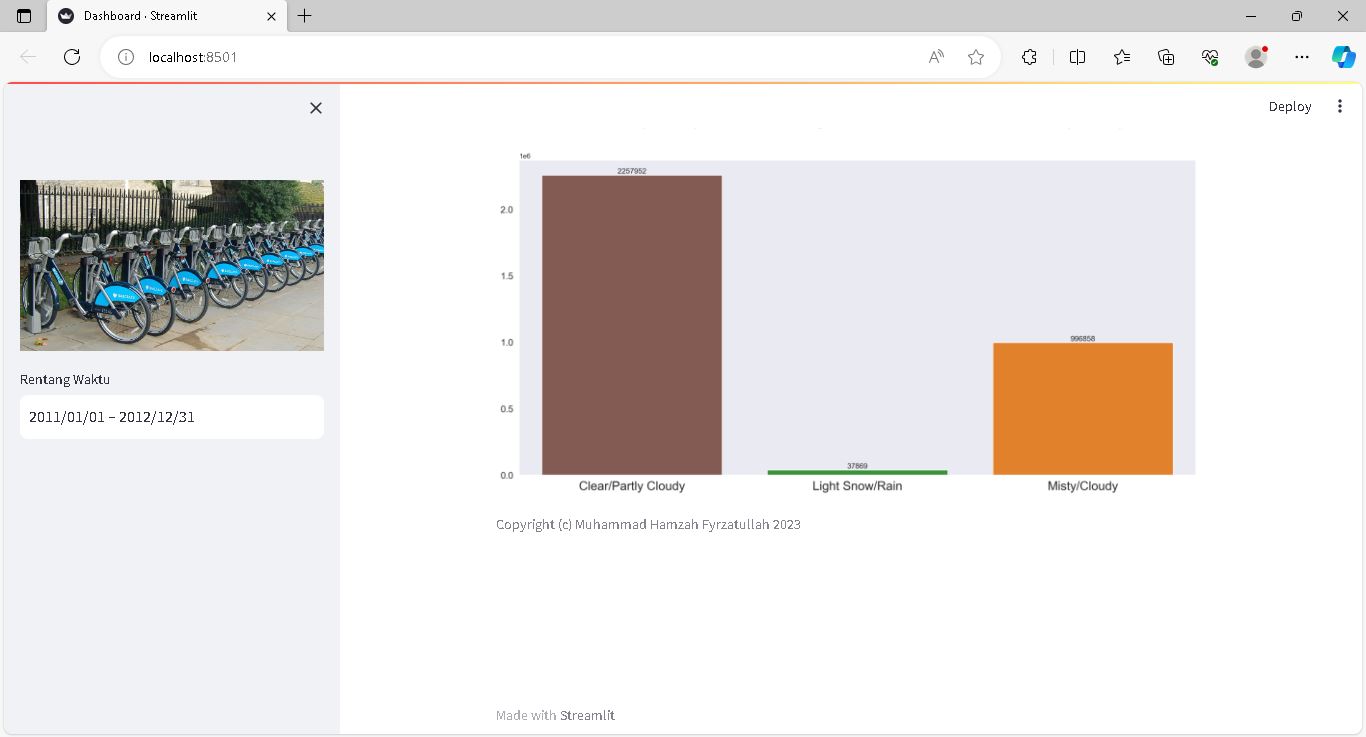 Dashboard · Streamlit
localhost:8501
Deploy
Rentang Waktu
2011/01/01 – 2012/12/31
1e6
2257952
2.0
1.5
1.0
996858
0.5
37869
0.0
Clear/Partly Cloudy Light Snow/Rain Misty/Cloudy
Copyright (c) Muhammad Hamzah Fyrzatullah 2023
Made with Streamlit